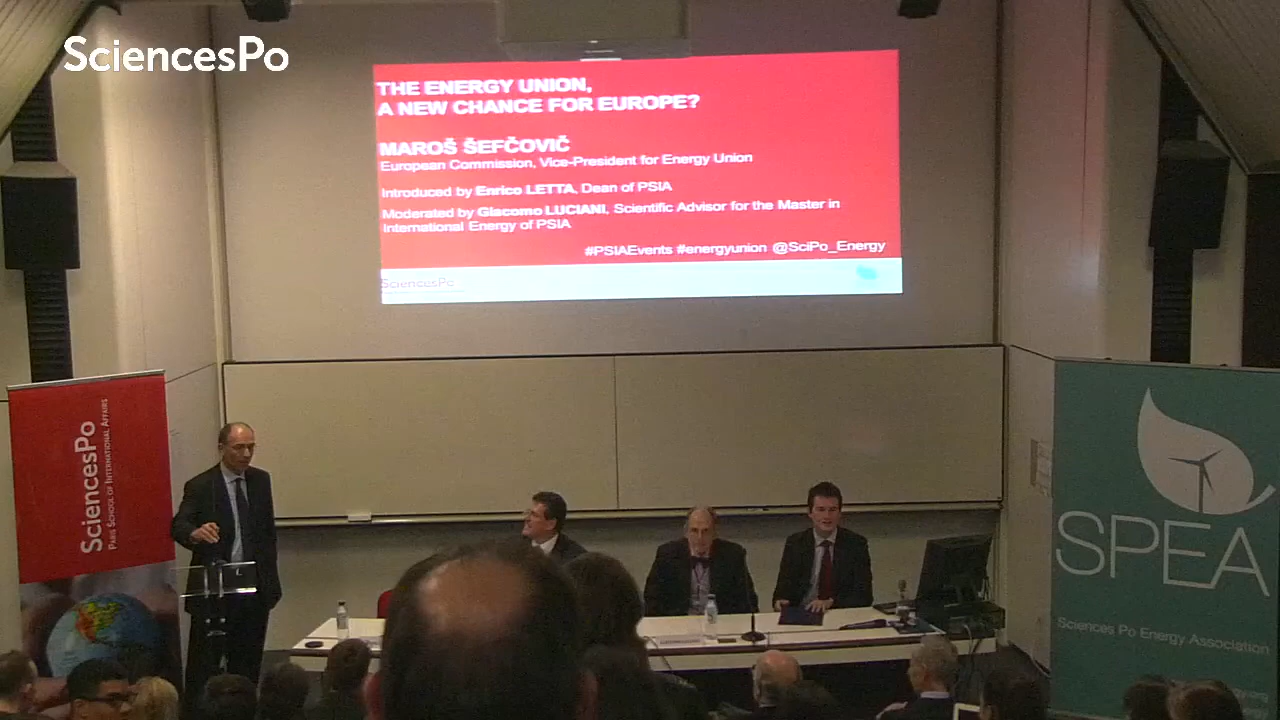 SciencesPo
THE ENERGY UNION,
A NEW CHANCE FOR EUROPE?
MAROŠ ŠEFČOVIČ
European Commission, Vice-President for Energy Union
Introduced by Enrico LETTA, Dean of PSIA
Moderated by Giacomo LUCIANI, Scientific Advisor for the Master in
International Energy of PSIA
#PSIAEvents #energyunion @SciPo_Energy
SciencesPo
SciencesPo
PARIS SCHOOL OF INTERNATIONAL AFFAIRS
SPEA
Sciences Po Energy Association